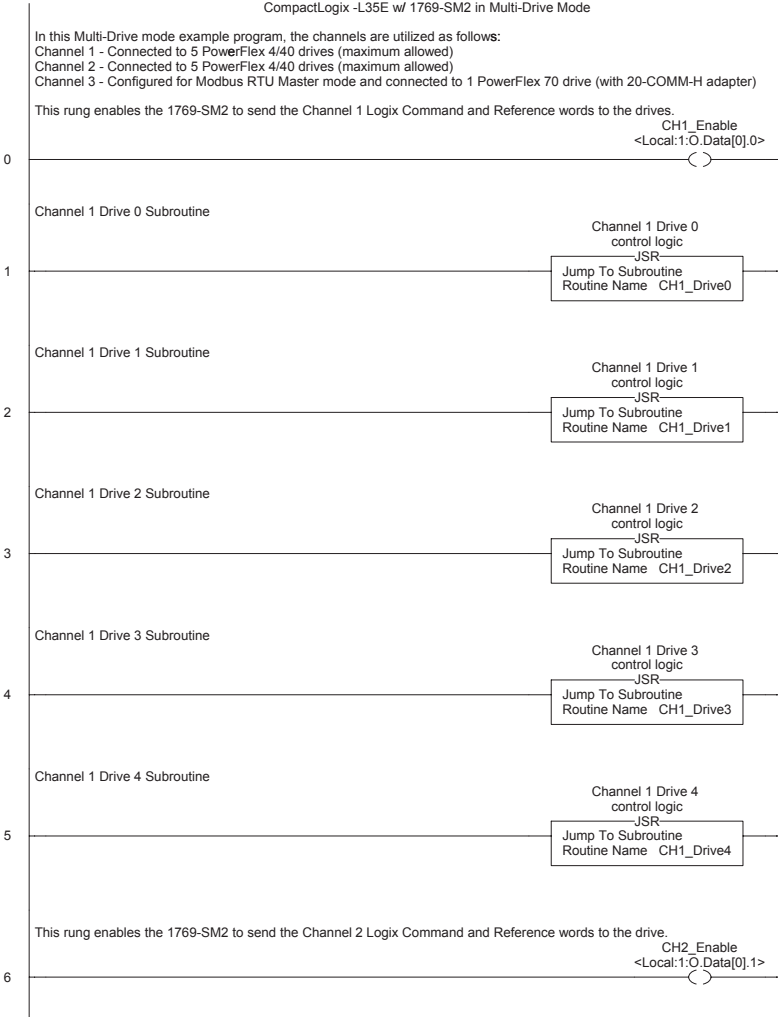 CompactLogix -L35E w/ 1769-SM2 in Multi-Drive Mode
In this Multi-Drive mode example program, the channels are utilized as follows:
Channel 1 - Connected to 5 PowerFlex 4/40 drives (maximum allowed)
Channel 2 - Connected to 5 PowerFlex 4/40 drives (maximum allowed)
Channel 3 - Configured for Modbus RTU Master mode and connected to 1 PowerFlex 70 drive (with 20-COMM-H adapter)
This rung enables the 1769-SM2 to send the Channel 1 Logix Command and Reference words to the drives.
CH1_Enable
<Local:1:O.Data[0].0>
0
Channel 1 Drive 0 Subroutine
Channel 1 Drive 0
control logic
JSR
1
Jump To Subroutine
Routine Name CH1_Drive0
Channel 1 Drive 1 Subroutine
Channel 1 Drive 1
control logic
JSR
2
Jump To Subroutine
Routine Name CH1_Drive1
Channel 1 Drive 2 Subroutine
Channel 1 Drive 2
control logic
JSR
3
Jump To Subroutine
Routine Name CH1_Drive2
Channel 1 Drive 3 Subroutine
Channel 1 Drive 3
control logic
JSR
4
Jump To Subroutine
Routine Name CH1_Drive3
Channel 1 Drive 4 Subroutine
Channel 1 Drive 4
control logic
JSR
5
Jump To Subroutine
Routine Name CH1_Drive4
This rung enables the 1769-SM2 to send the Channel 2 Logix Command and Reference words to the drive.
CH2_Enable
<Local:1:O.Data[0].1>
6